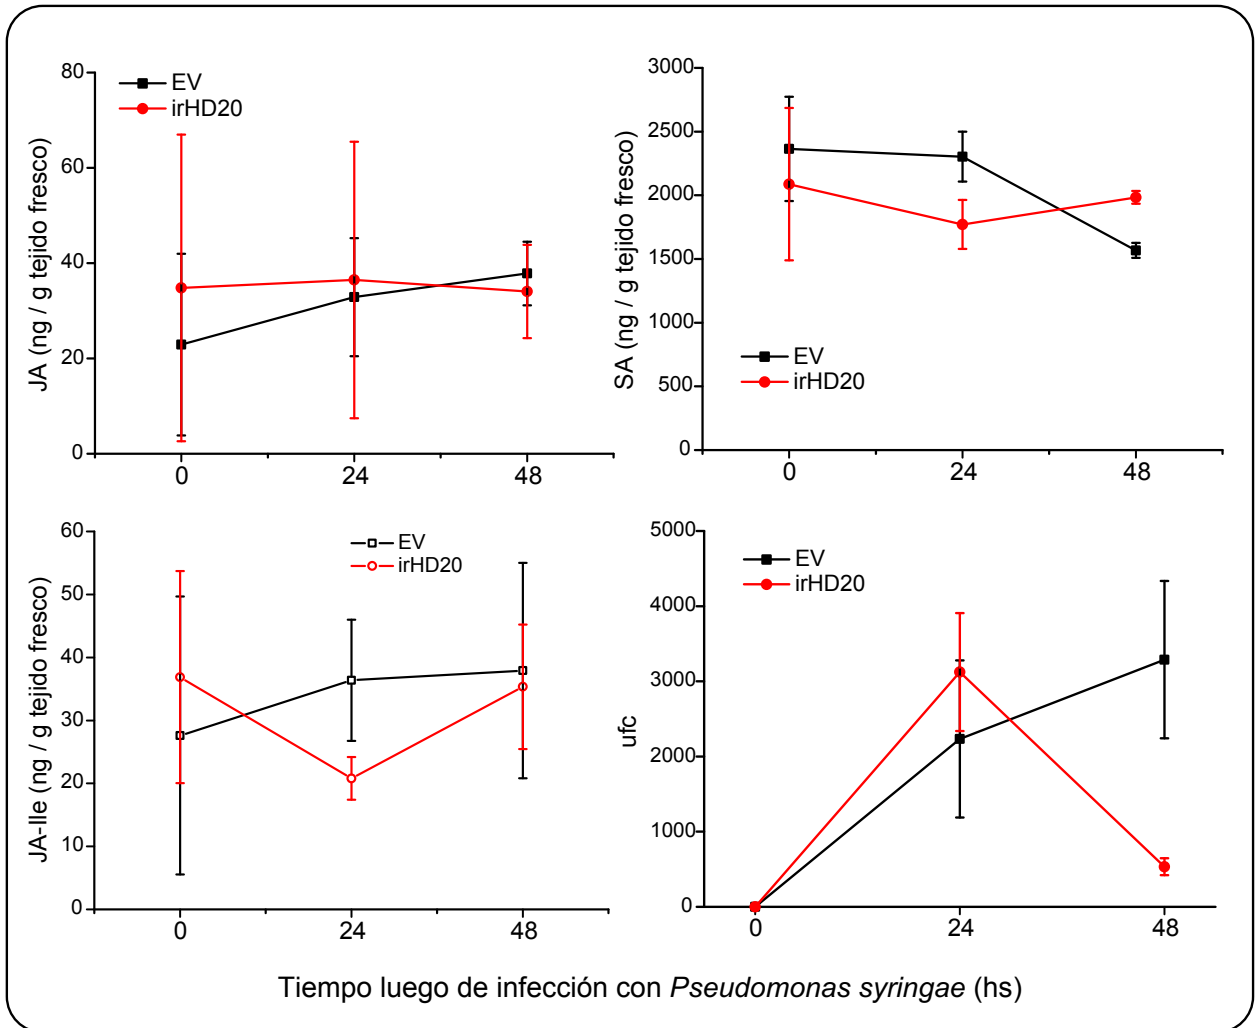 JA (ng / g tejido fresco)
80
60
40
20
0
EV
irHD20
0 24 48
SA (ng / g tejido fresco)
3000
2500
2000
1500
1000
500
0
EV
irHD20
0 24 48
JA-Ile (ng / g tejido fresco)
60
50
40
30
20
10
0
EV
irHD20
0 24 48
ufc
5000
4000
3000
2000
1000
0
EV
irHD20
0 24 48
Tiempo luego de infección con Pseudomonas syringae (hs)